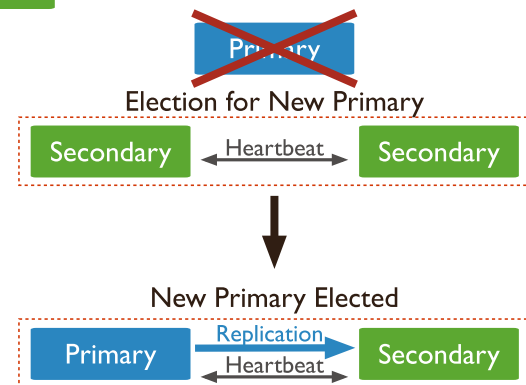 Primary
Election for New Primary
Secondary Heartbeat Secondary
New Primary Elected
Replication
Primary Heartbeat Secondary